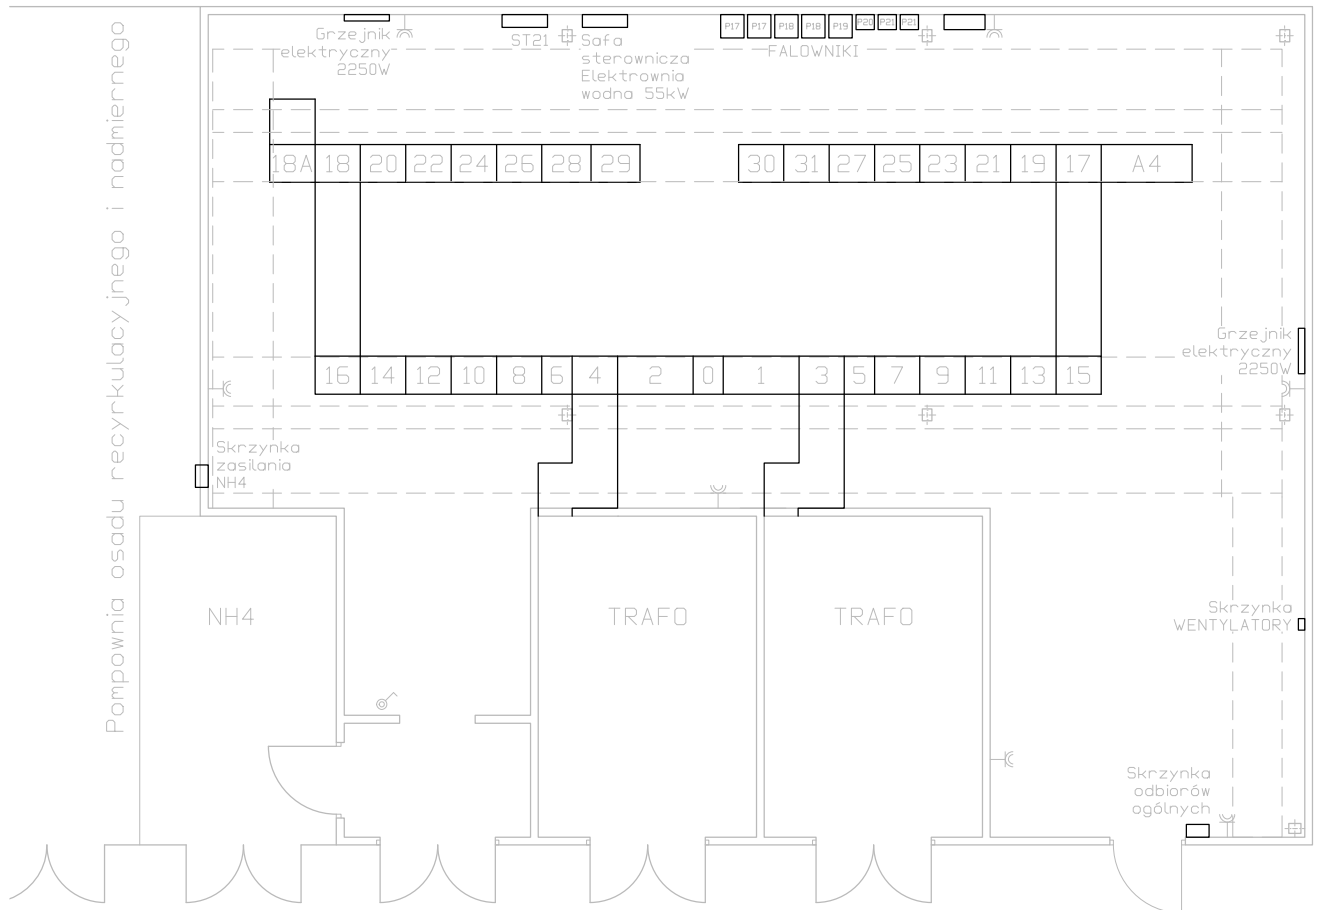 Pompownia osadu recyrkulacyjnego i nadmiernego
Grzejnik
elektryczny
2250W
ST21
Safa
sterownicza
Elektrownia
wodna 55kW
P17 P17 P18 P18 P19 P20 P21 P21
FALOWNIKI
18A 18 20 22 24 26 28 29 30 31 27 25 23 21 19 17 A4
Grzejnik
elektryczny
2250W
16 14 12 10 8 6 4 2 0 1 3 5 7 9 11 13 15
Skrzynka
zasilania
NH4
NH4
TRAFO
TRAFO
Skrzynka
WENTYLATORY
Skrzynka
odbiorów
ogólnych